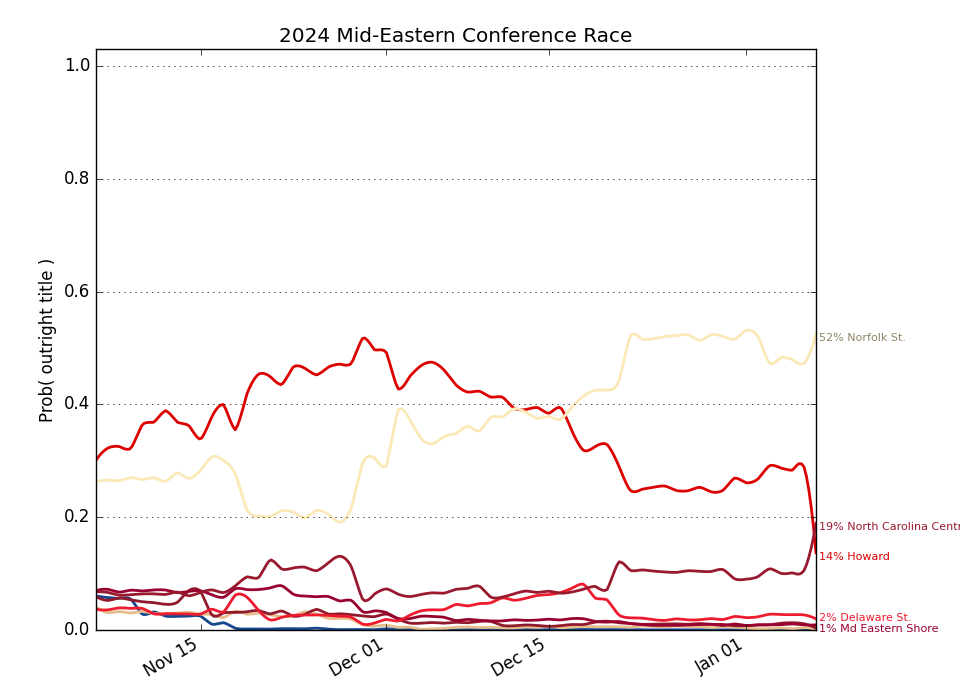 2024 Mid-Eastern Conference Race
Prob( outright title )
1.0
0.8
0.6
0.4
0.2
0.0
Nov 15
Dec 01
Dec 15
Jan 01
52% Norfolk St.
19% North Carolina Centr
14% Howard
2% Delaware St.
1% Md Eastern Shore